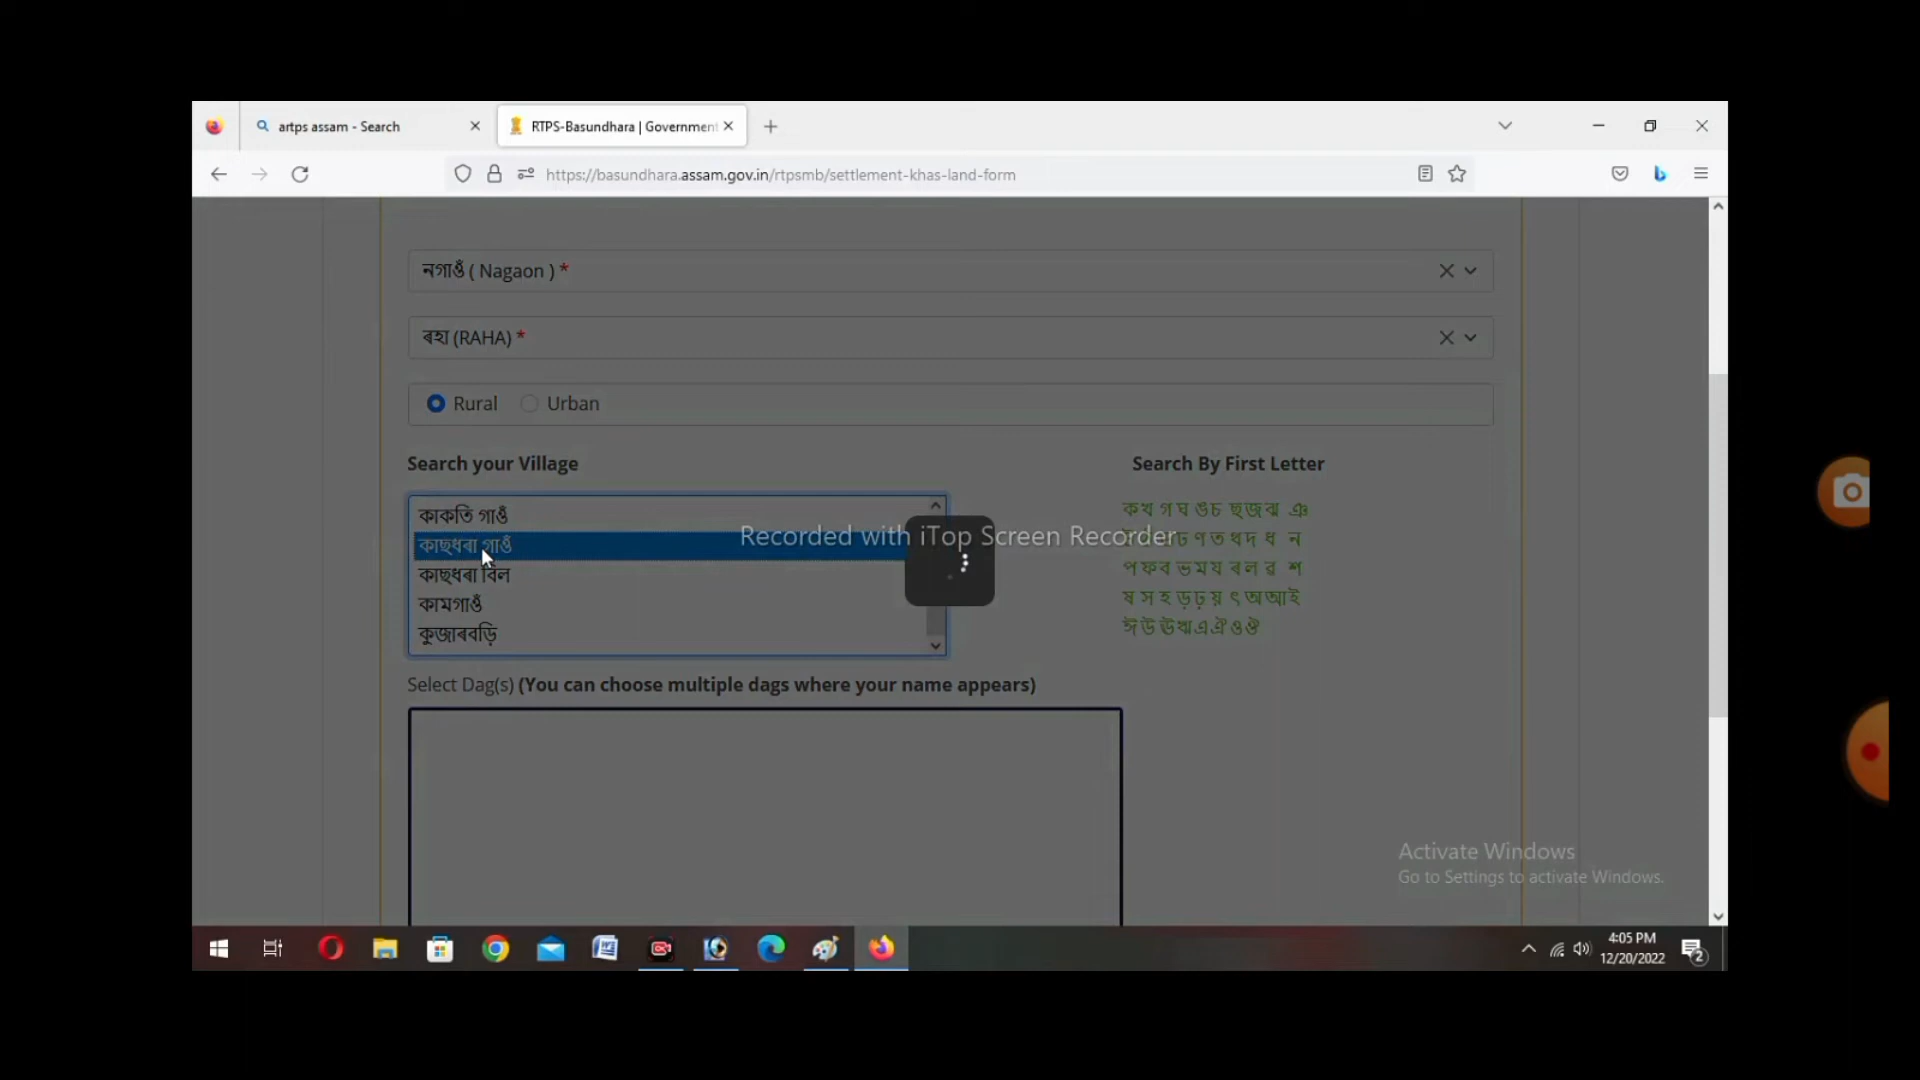 artps assam - Search
RTPS-Basundhara | Government
https://basundhara.assam.gov.in/rtpsmb/settlement-khas-land-form
নগাওঁ ( Nagaon ) *
ৰহা (RAHA) *
Rural Urban
Search your Village
Search By First Letter
কাকতি গাওঁ
কাছধৰা গাওঁ
কাছধৰা বিল
কামগাওঁ
কুজাৰবড়ি
Recorded with iTop Screen Recorder
ক খ গ ঘ ঙ চ ছ জ ঝ ঞ
ঢ ণ ত থ দ ধ ন
প ফ ব ভ ম য ৰ ল ৱ শ
ষ স হ ড় ঢ় য় ৎ অ আ ই
ঈ উ ঊ ঋ এ ঐ ও ঔ
Select Dag(s) (You can choose multiple dags where your name appears)
Activate Windows
Go to Settings to activate Windows.
4:05 PM
12/20/2022
2